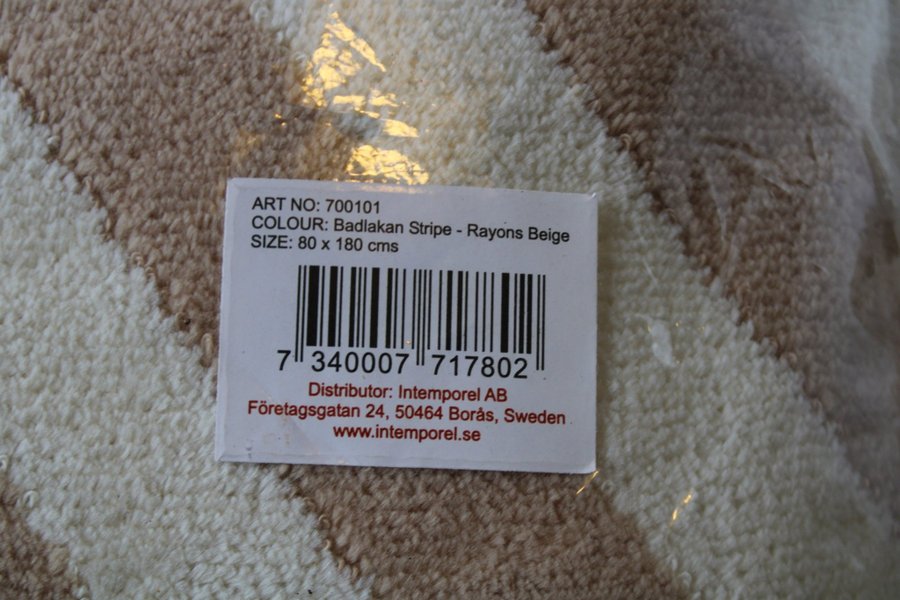 ART NO: 700101
COLOUR: Badlakan Stripe - Rayons Beige
SIZE: 80 x 180 cms
7 340007 717802
Distributor: Intemporel AB
Företagsgatan 24, 50464 Borås, Sweden
www.intemporel.se